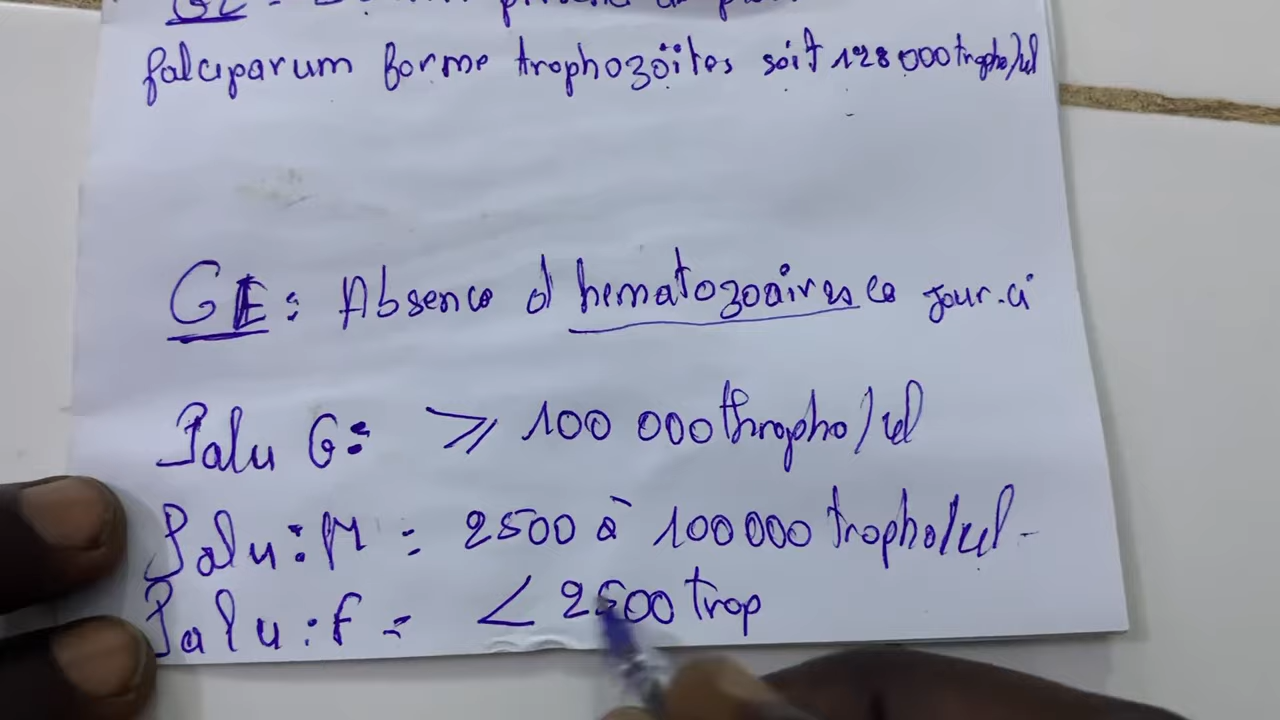 falciparum forme trophozoïtes soit 128 000 tropho/ul
GE : Absence d'hematozoaires ce jour-ci
Palu G : ⩾ 100 000 thropho/ul
Palu : M : 2500 à 100 000 tropho/ul -
Palu : f = < 2500 trop